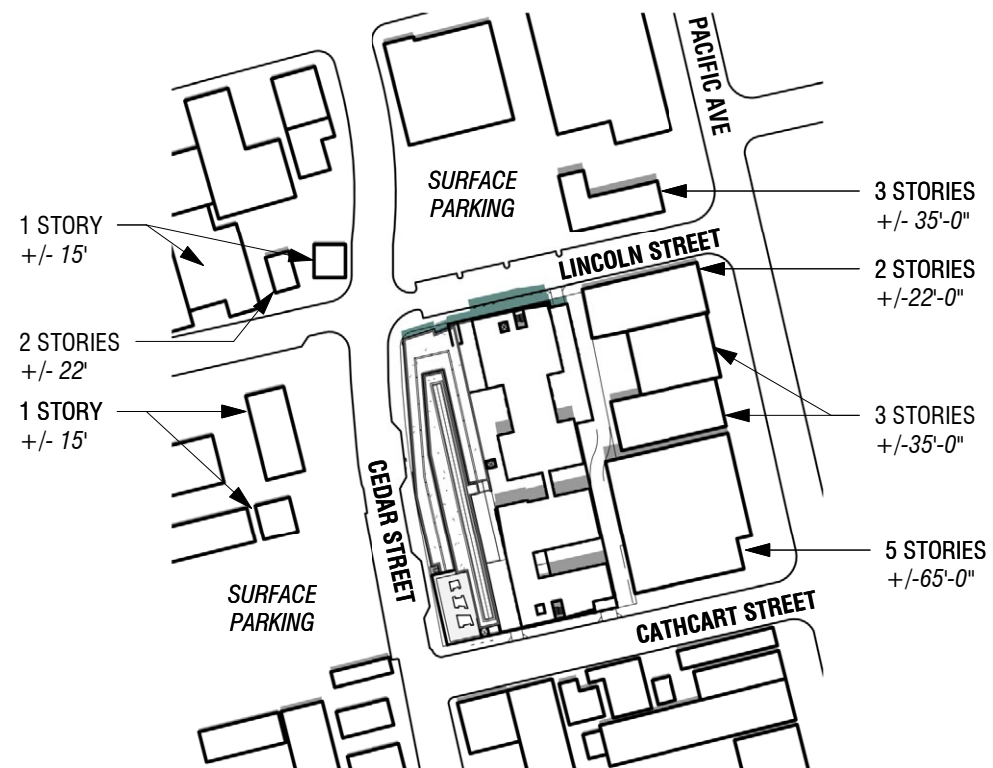 PACIFIC AVE
SURFACE
PARKING
3 STORIES
+/- 35'-0"
1 STORY
+/- 15'
LINCOLN STREET
2 STORIES
+/-22'-0"
2 STORIES
+/- 22'
1 STORY
+/- 15'
3 STORIES
+/-35'-0"
CEDAR STREET
5 STORIES
+/-65'-0"
SURFACE
PARKING
CATHCART STREET